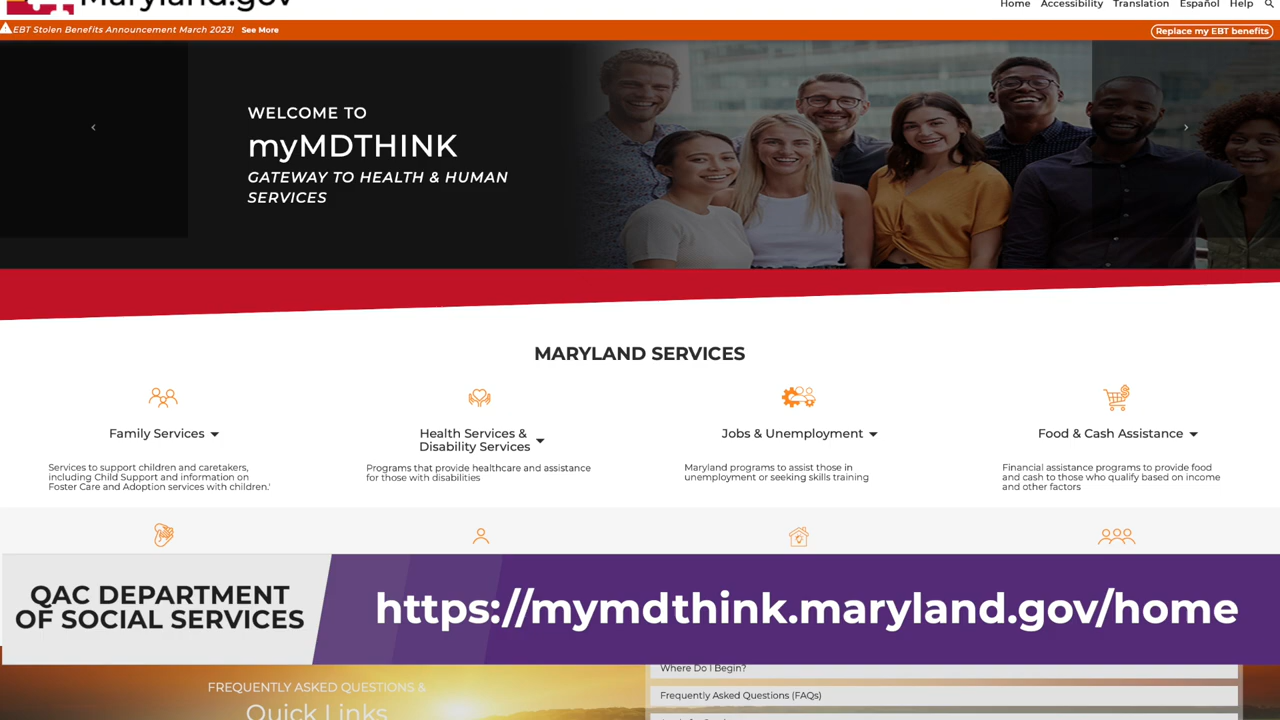 Maryland.gov
Home Accessibility Translation Español Help
EBT Stolen Benefits Announcement March 2023! See More
Replace my EBT benefits
WELCOME TO
myMDTHINK
GATEWAY TO HEALTH & HUMAN
SERVICES
MARYLAND SERVICES
Family Services
Services to support children and caretakers,
including Child Support and information on
Foster Care and Adoption services with children.'
Health Services &
Disability Services
Programs that provide healthcare and assistance
for those with disabilities
Jobs & Unemployment
Maryland programs to assist those in
unemployment or seeking skills training
Food & Cash Assistance
Financial assistance programs to provide food
and cash to those who qualify based on income
and other factors
QAC DEPARTMENT
OF SOCIAL SERVICES
https://mymdthink.maryland.gov/home
FREQUENTLY ASKED QUESTIONS &
Quick Links
Where Do I Begin?
Frequently Asked Questions (FAQs)